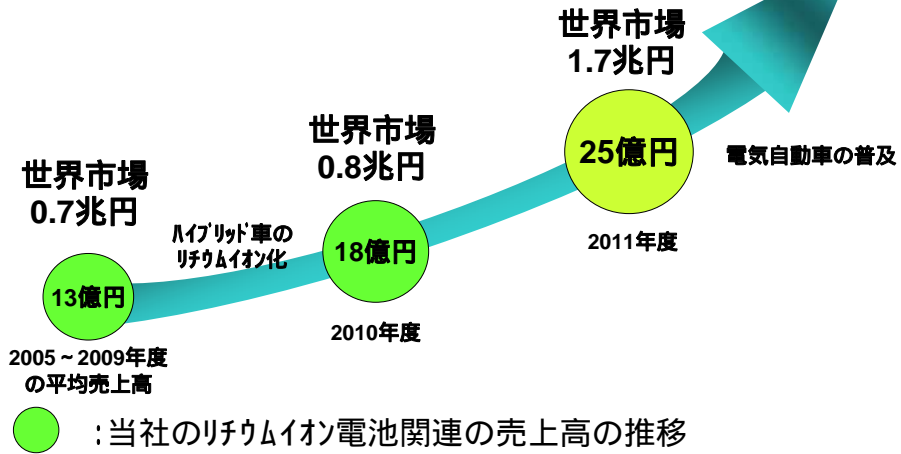 世界市場
1.7兆円
25億円
電気自動車の普及
2011年度
世界市場
0.8兆円
18億円
2010年度
世界市場
0.7兆円
ﾊｲﾌﾞﾘｯﾄﾞ車の
ﾘﾁｳﾑｲｵﾝ化
13億円
2005～2009年度
の平均売上高
:当社のﾘﾁｳﾑｲｵﾝ電池関連の売上高の推移